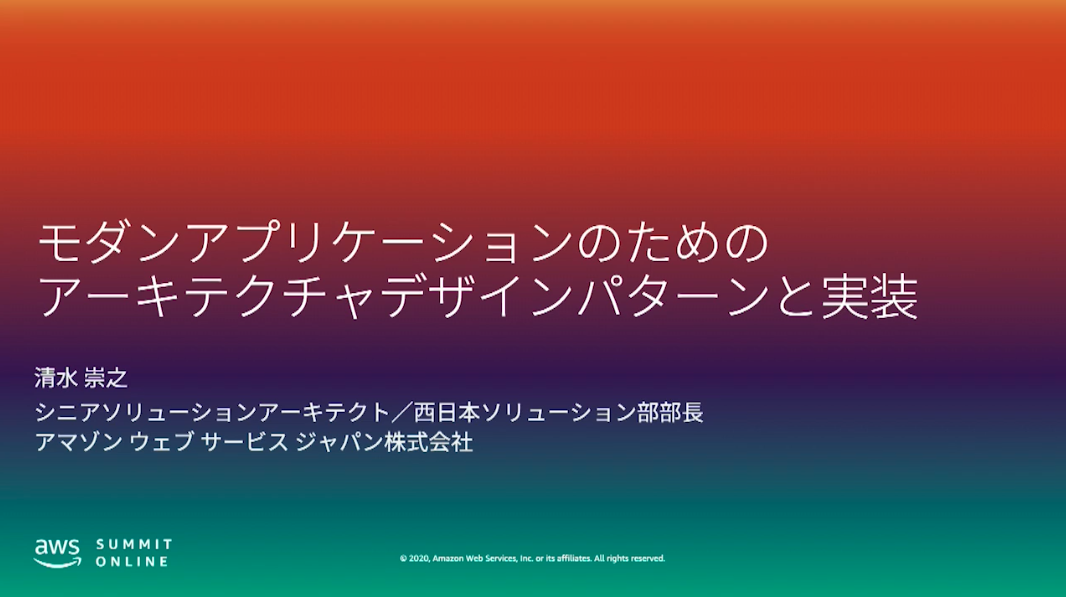 モダンアプリケーションのための
アーキテクチャデザインパターンと実装
清水 崇之
シニアソリューションアーキテクト／西日本ソリューション部部長
アマゾン ウェブ サービス ジャパン株式会社
aws SUMMIT ONLINE
© 2020, Amazon Web Services, Inc. or its affiliates. All rights reserved.